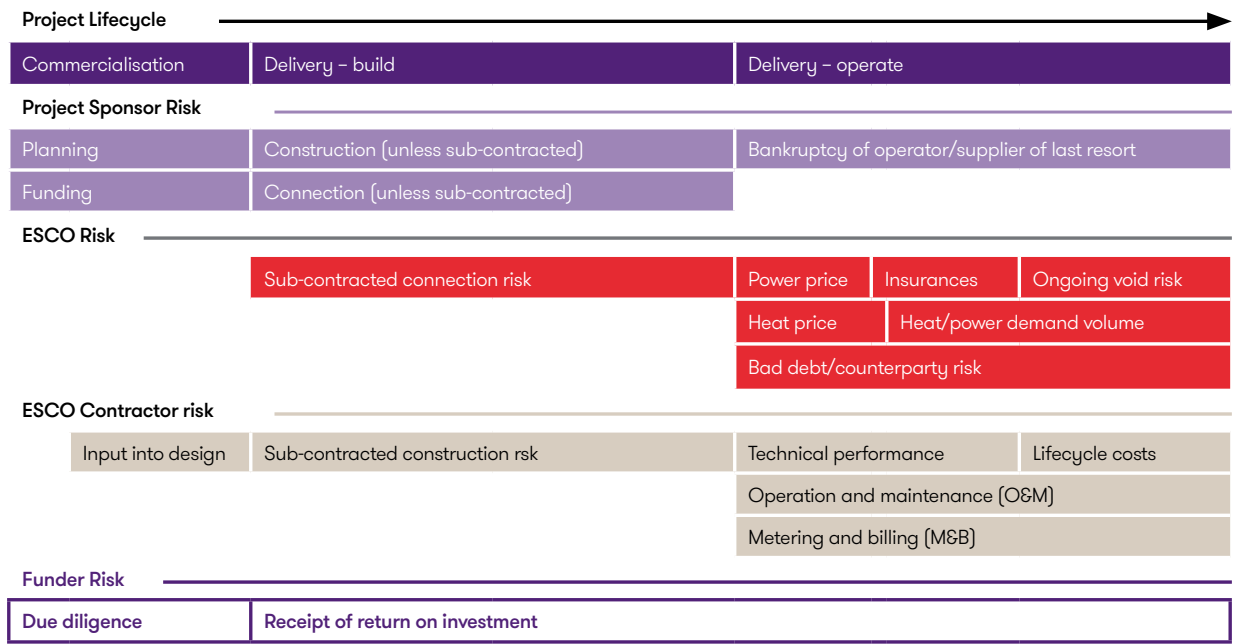 Project Lifecycle
Commercialisation Delivery – build Delivery – operate
Project Sponsor Risk
Planning Construction (unless sub-contracted) Bankruptcy of operator/supplier of last resort
Funding Connection (unless sub-contracted)
ESCO Risk
Sub-contracted connection risk Power price Insurances Ongoing void risk
Heat price Heat/power demand volume
Bad debt/counterparty risk
ESCO Contractor risk
Input into design Sub-contracted construction rsk Technical performance Lifecycle costs
Operation and maintenance (O&M)
Metering and billing (M&B)
Funder Risk
Due diligence Receipt of return on investment